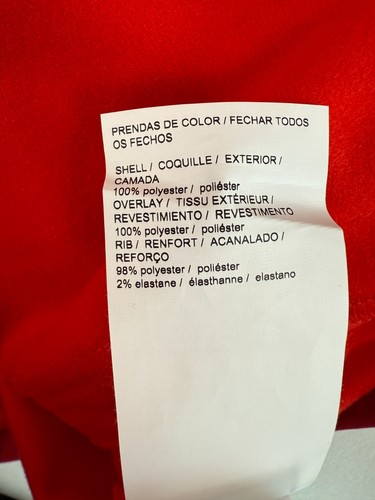 PRENDAS DE COLOR / FECHAR TODOS
OS FECHOS
SHELL / COQUILLE / EXTERIOR /
CAMADA
100% polyester / poliéster
OVERLAY / TISSU EXTÉRIEUR /
REVESTIMIENTO / REVESTIMENTO
100% polyester / poliéster
RIB / RENFORT / ACANALADO /
REFORÇO
98% polyester / poliéster
2% elastane / élasthanne / elastano